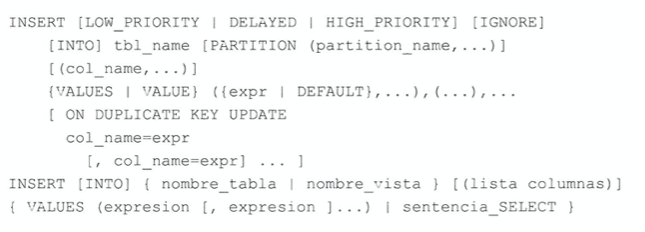 INSERT [LOW_PRIORITY | DELAYED | HIGH_PRIORITY] [IGNORE]
[INTO] tbl_name [PARTITION (partition_name,...)]
[(col_name,...)]
{VALUES | VALUE} ({expr | DEFAULT},...),(...),...
[ ON DUPLICATE KEY UPDATE
col_name=expr
[, col_name=expr] ... ]
INSERT [INTO] { nombre_tabla | nombre_vista } [(lista columnas)]
{ VALUES (expresion [, expresion ]...) | sentencia_SELECT }